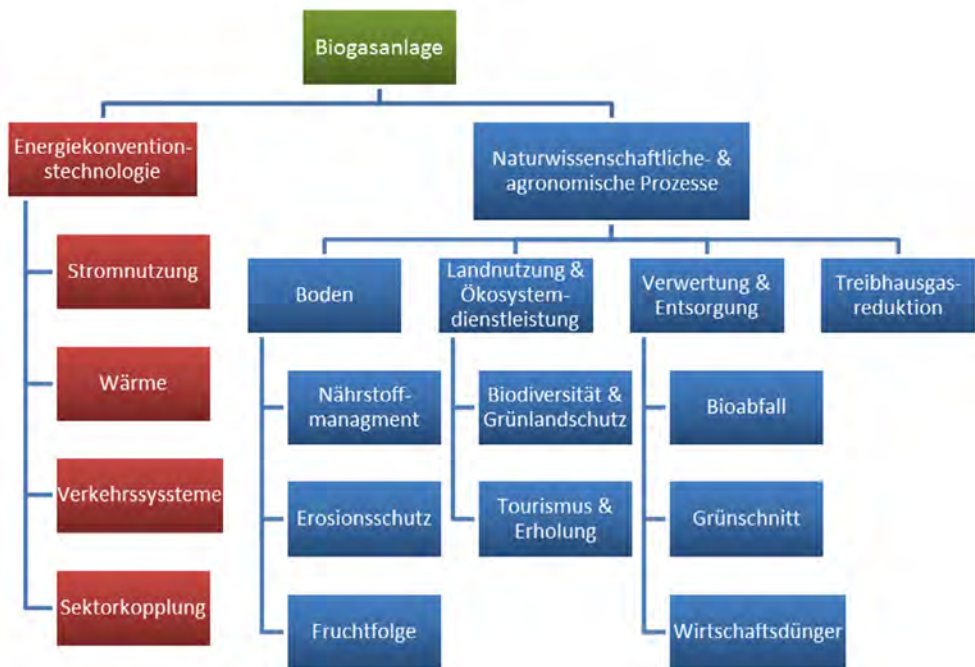 Biogasanlage
Energiekonvention-
stechnologie
Naturwissenschaftliche- &
agronomische Prozesse
Stromnutzung
Wärme
Verkehrssyssteme
Sektorkopplung
Boden
Nährstoff-
managment
Erosionsschutz
Fruchtfolge
Landnutzung &
Ökosystem-
dienstleistung
Biodiversität &
Grünlandschutz
Tourismus &
Erholung
Verwertung &
Entsorgung
Bioabfall
Grünschnitt
Wirtschaftsdünger
Treibhausgas-
reduktion